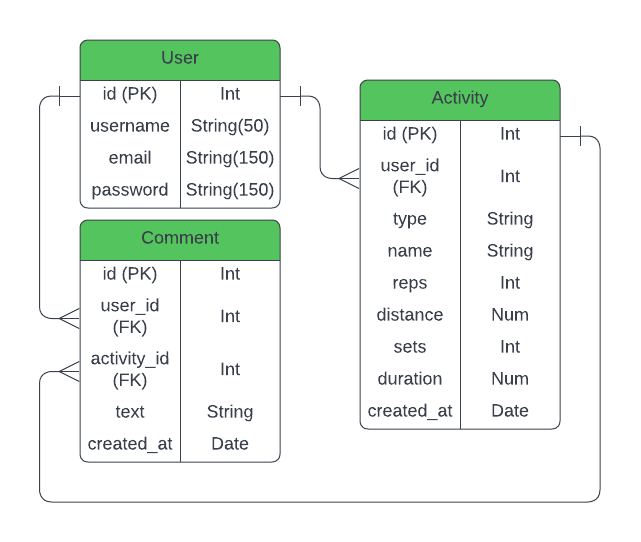 User
id (PK) Int
username String(50)
email String(150)
password String(150)
Comment
id (PK) Int
user_id
(FK) Int
activity_id
(FK) Int
text String
created_at Date
Activity
id (PK) Int
user_id
(FK) Int
type String
name String
reps Int
distance Num
sets Int
duration Num
created_at Date